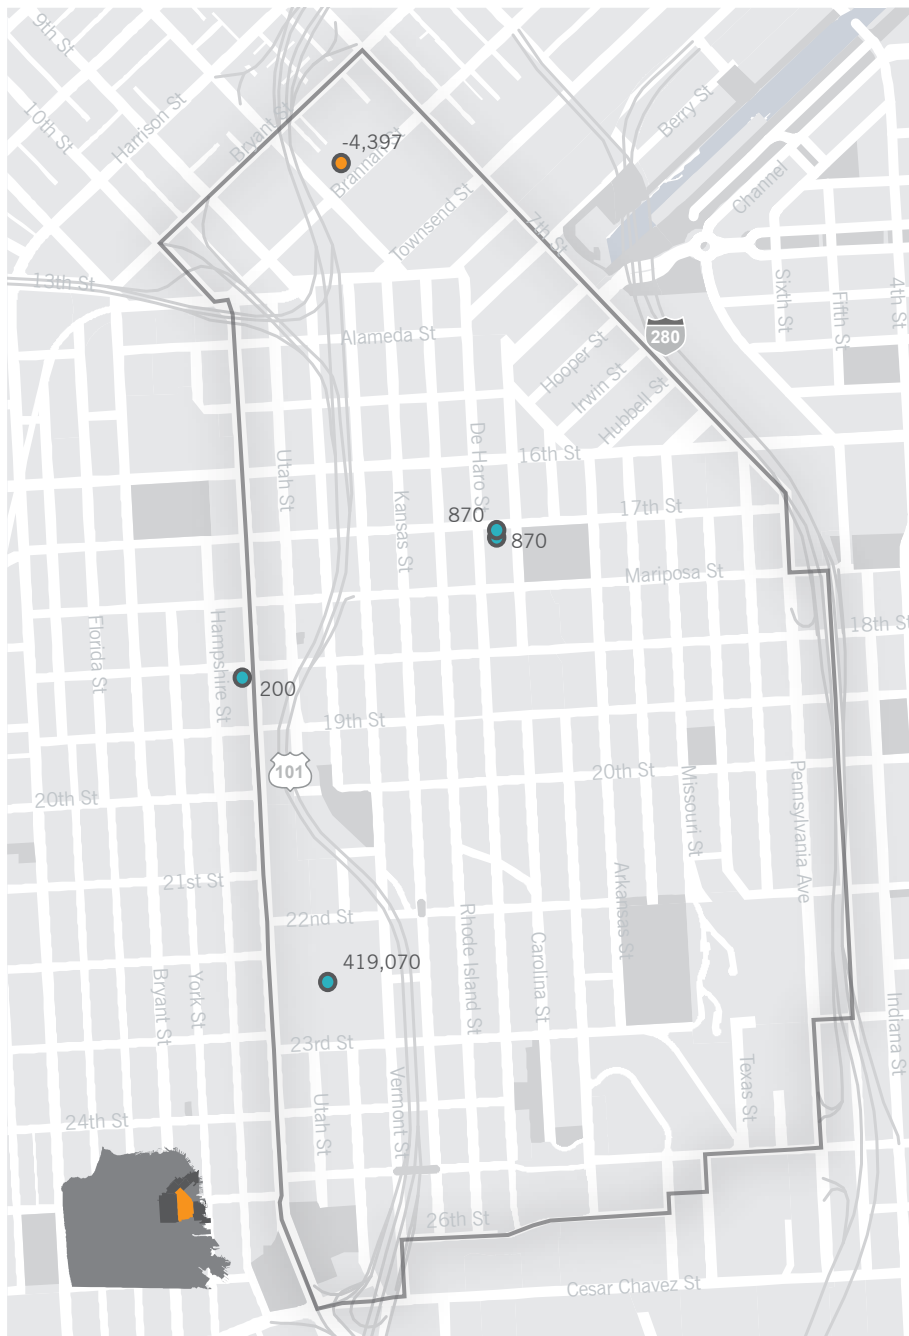 9th St
10th St
Harrison St
Bryant St
-4,397
Brannan St
Townsend St
Berry St
Channel
7th St
13th St
Sixth St
Fifth St
4th St
Alameda St
280
Hooper St
Irwin St
Hubbell St
Utah St
De Haro St
16th St
Kansas St
870
870
17th St
Mariposa St
Florida St
Hampshire St
18th St
200
19th St
101
20th St
20th St
Missouri St
Pennsylvania Ave
21st St
22nd St
Arkansas St
Rhode Island St
Carolina St
419,070
Bryant St
York St
Indiana St
23rd St
Utah St
Vermont St
Texas St
24th St
26th St
Cesar Chavez St